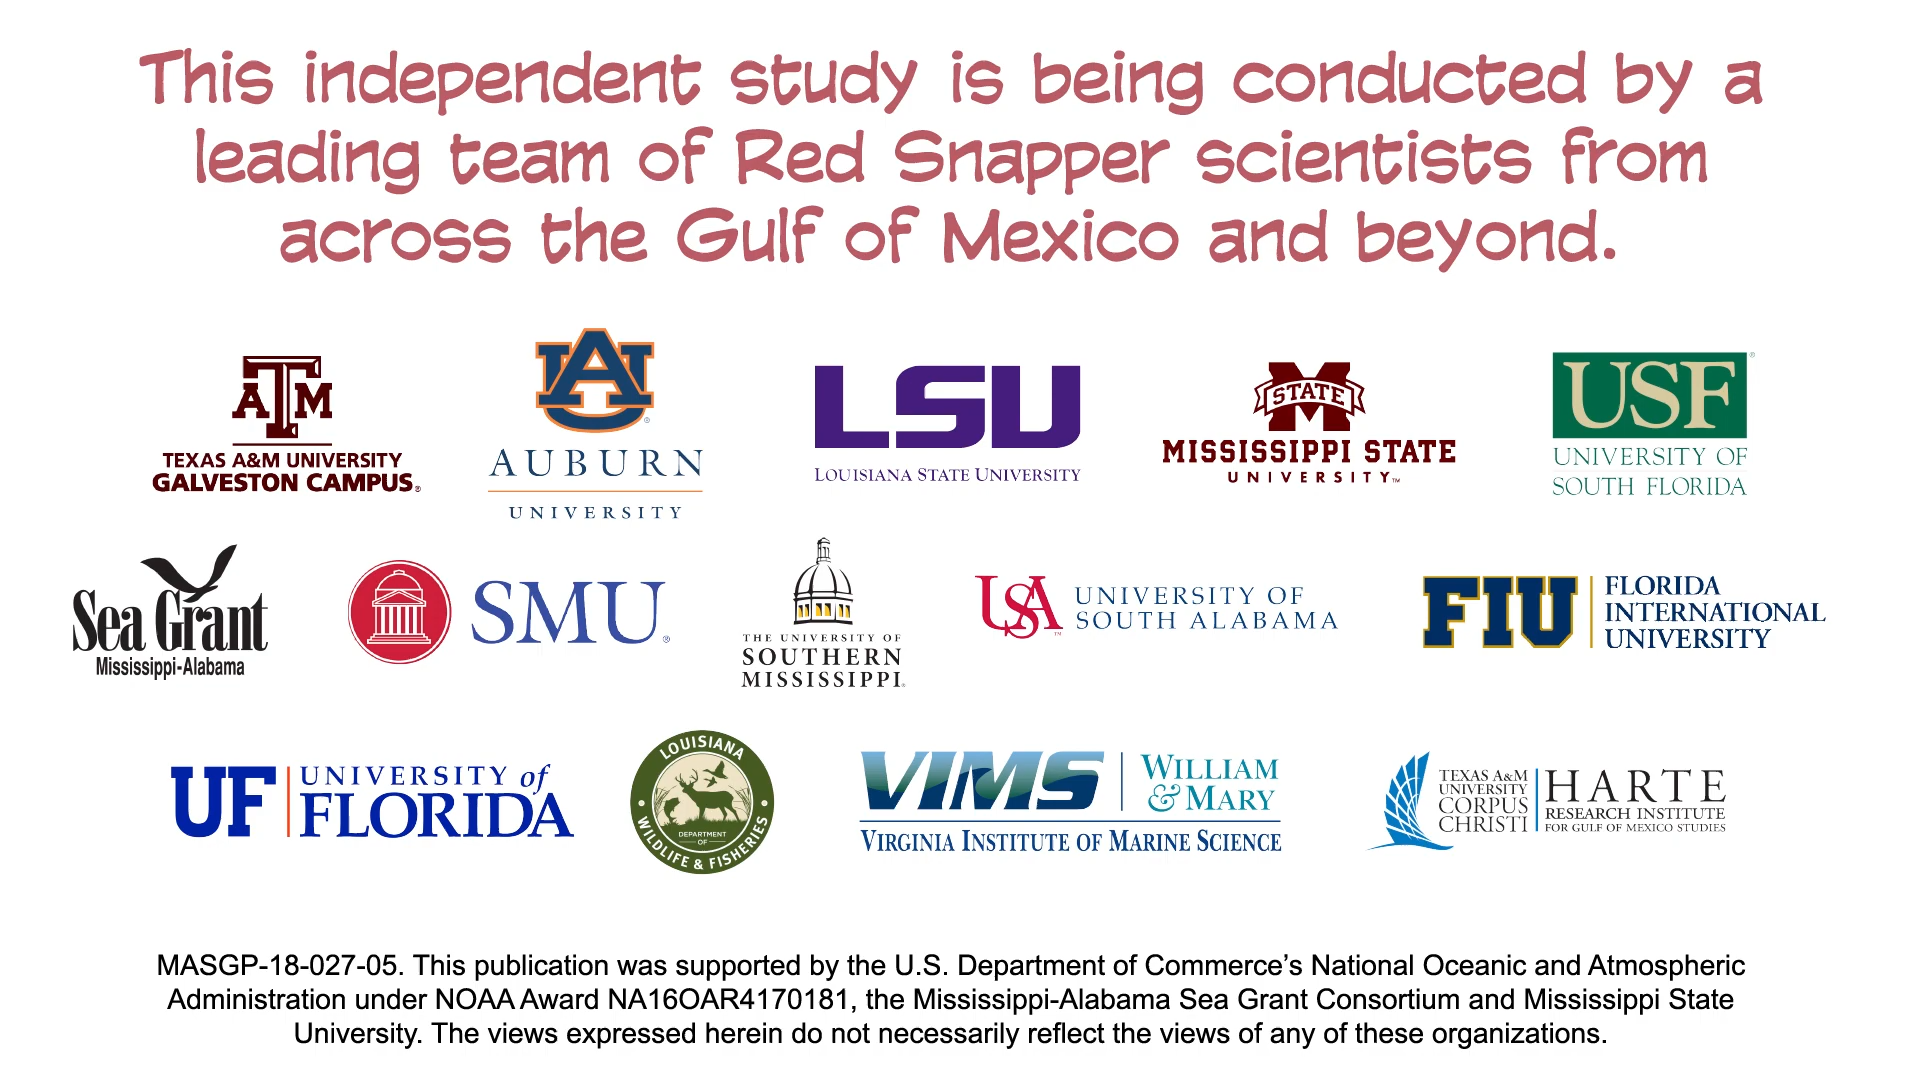 This independent study is being conducted by a
leading team of Red Snapper scientists from
across the Gulf of Mexico and beyond.
ATM
TEXAS A&M UNIVERSITY
GALVESTON CAMPUS®
AU®
AUBURN
UNIVERSITY
LSU
LOUISIANA STATE UNIVERSITY
M STATE
MISSISSIPPI STATE
UNIVERSITY™
USF®
UNIVERSITY OF
SOUTH FLORIDA
Sea Grant
Mississippi-Alabama
SMU®
THE UNIVERSITY OF
SOUTHERN
MISSISSIPPI®
USA™
UNIVERSITY OF
SOUTH ALABAMA
FIU
FLORIDA
INTERNATIONAL
UNIVERSITY
UF
UNIVERSITY of
FLORIDA
LOUISIANA
DEPARTMENT
OF
WILDLIFE & FISHERIES
VIMS
WILLIAM
& MARY
VIRGINIA INSTITUTE OF MARINE SCIENCE
TEXAS A&M
UNIVERSITY
CORPUS
CHRISTI
HARTE
RESEARCH INSTITUTE
FOR GULF OF MEXICO STUDIES
MASGP-18-027-05. This publication was supported by the U.S. Department of Commerce’s National Oceanic and Atmospheric
Administration under NOAA Award NA16OAR4170181, the Mississippi-Alabama Sea Grant Consortium and Mississippi State
University. The views expressed herein do not necessarily reflect the views of any of these organizations.